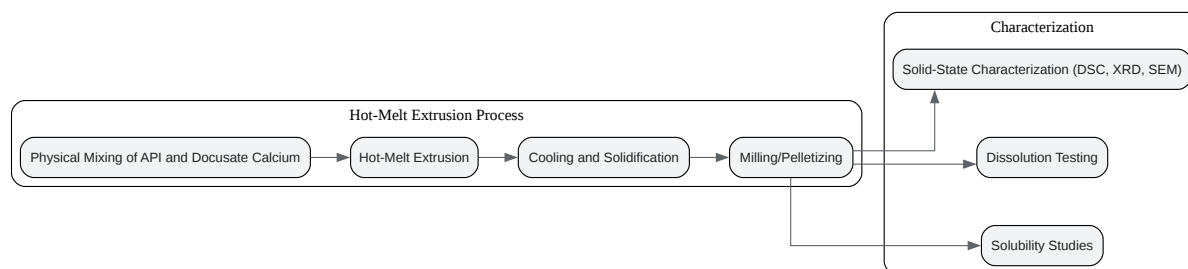 Characterization
Solid-State Characterization (DSC, XRD, SEM)
Hot-Melt Extrusion Process
Physical Mixing of API and Docusate Calcium
Hot-Melt Extrusion
Cooling and Solidification
Milling/Pelletizing
Dissolution Testing
Solubility Studies